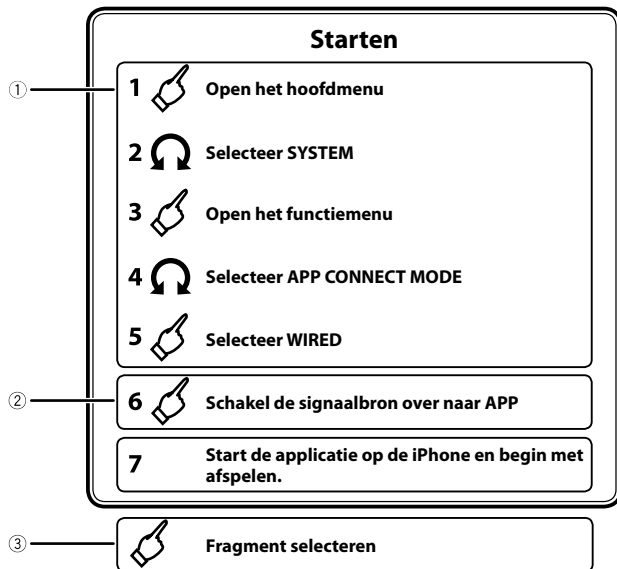 Starten
① 1 Open het hoofdmenu
2 Selecteer SYSTEM
3 Open het functiemenu
4 Selecteer APP CONNECT MODE
5 Selecteer WIRED
② 6 Schakel de signaalbron over naar APP
7 Start de applicatie op de iPhone en begin met
afspelen.
③ Fragment selecteren